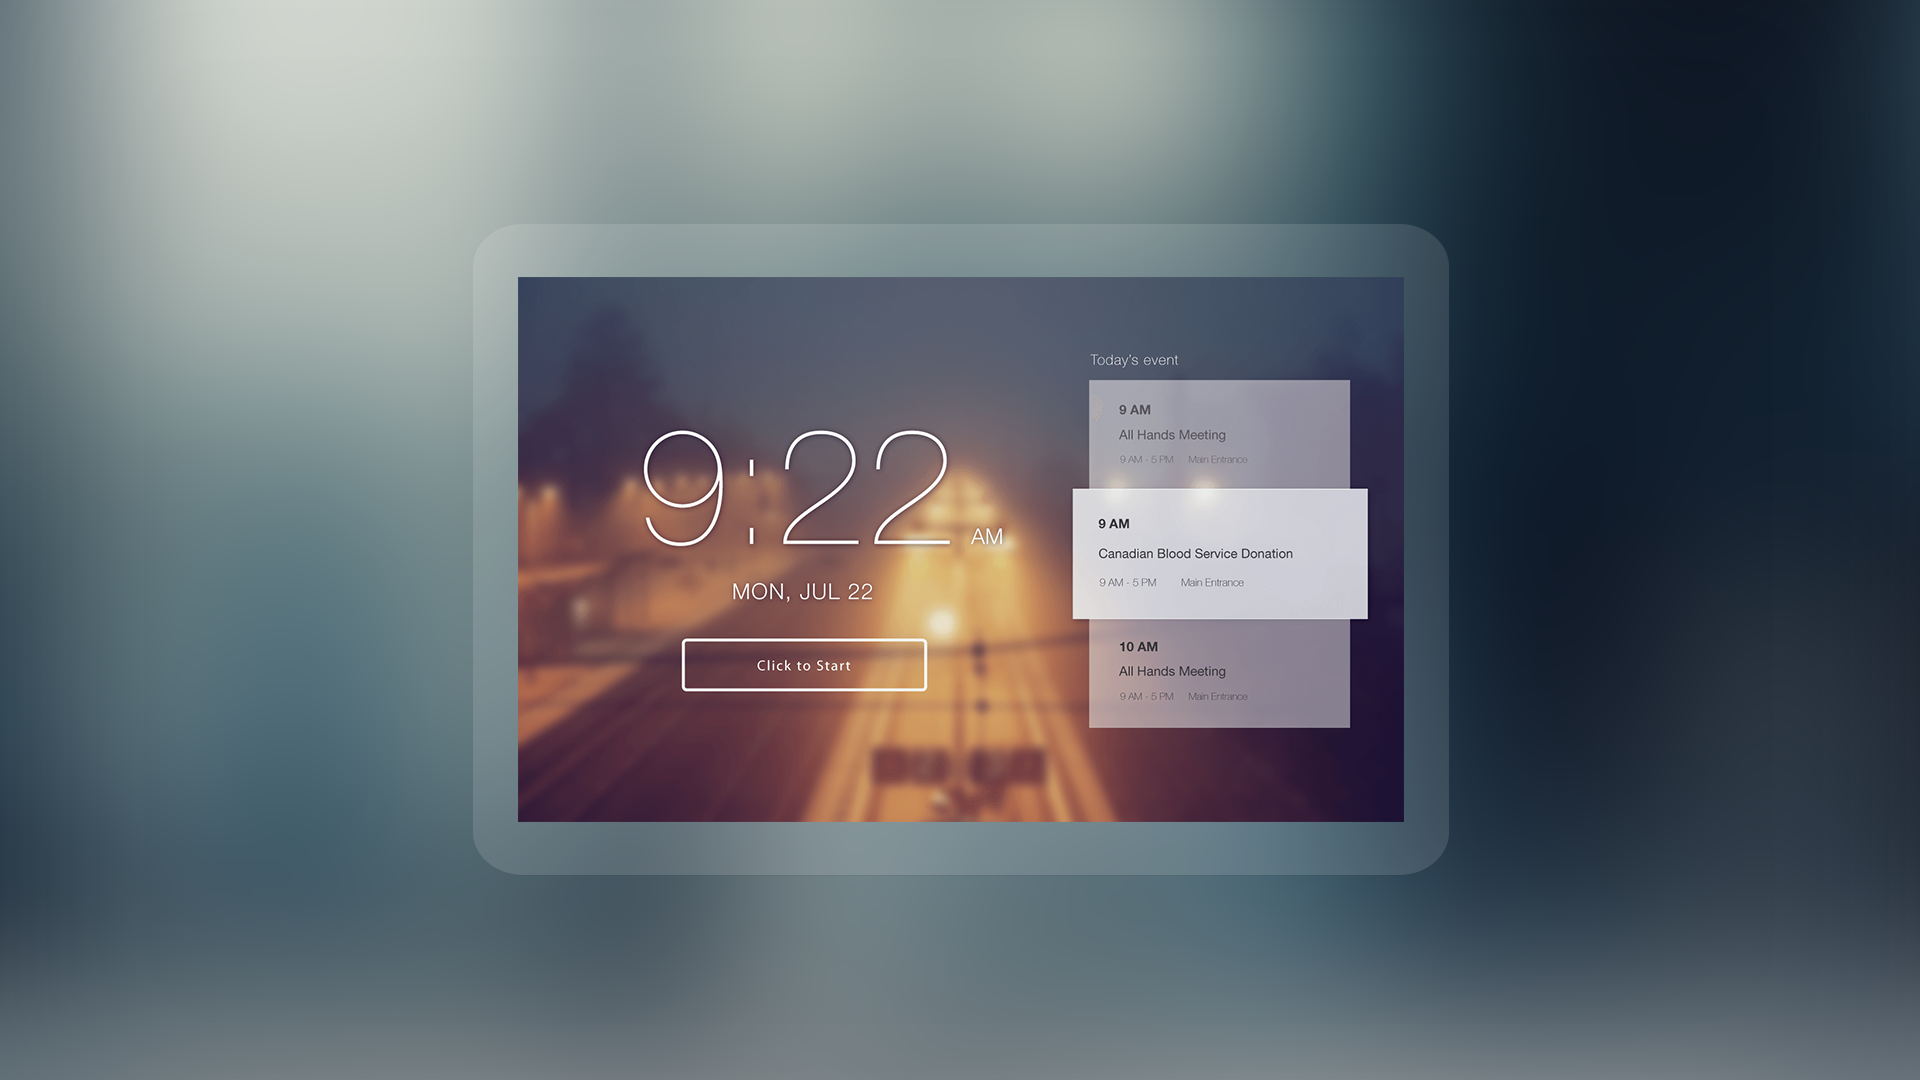 9:22 AM
MON, JUL 22
Click to Start
Today's event
9 AM
All Hands Meeting
9 AM - 5 PM Main Entrance
9 AM
Canadian Blood Service Donation
9 AM - 5 PM Main Entrance
10 AM
All Hands Meeting
9 AM - 5 PM Main Entrance